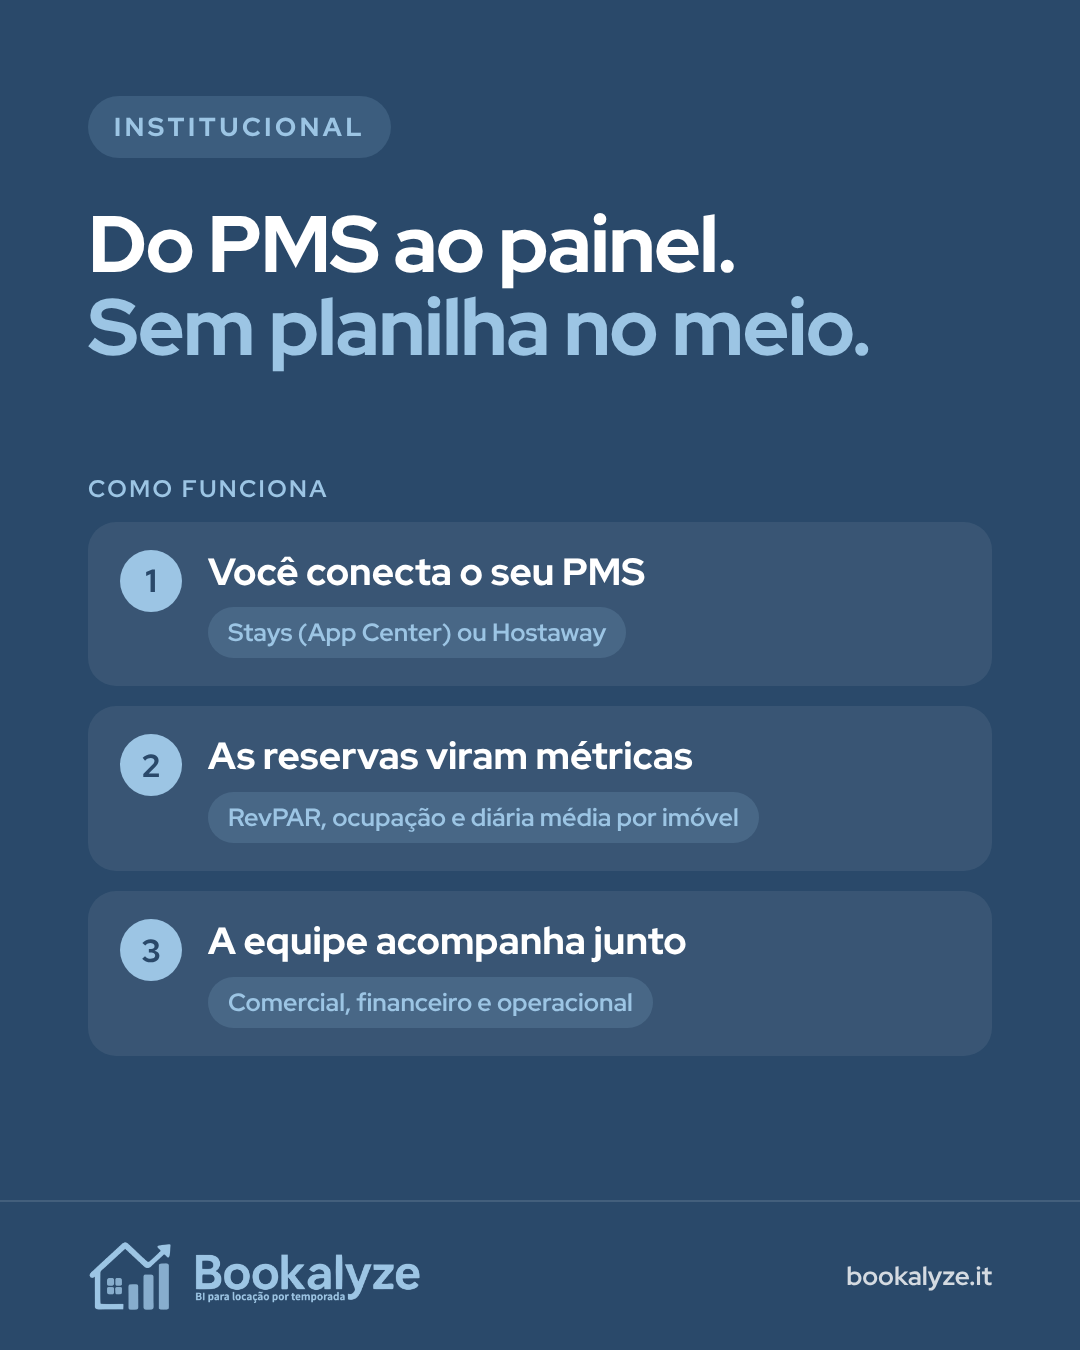 INSTITUCIONAL
Do PMS ao painel.
Sem planilha no meio.
COMO FUNCIONA
1
Você conecta o seu PMS
Stays (App Center) ou Hostaway
2
As reservas viram métricas
RevPAR, ocupação e diária média por imóvel
3
A equipe acompanha junto
Comercial, financeiro e operacional
Bookalyze
BI para locação por temporada
bookalyze.it